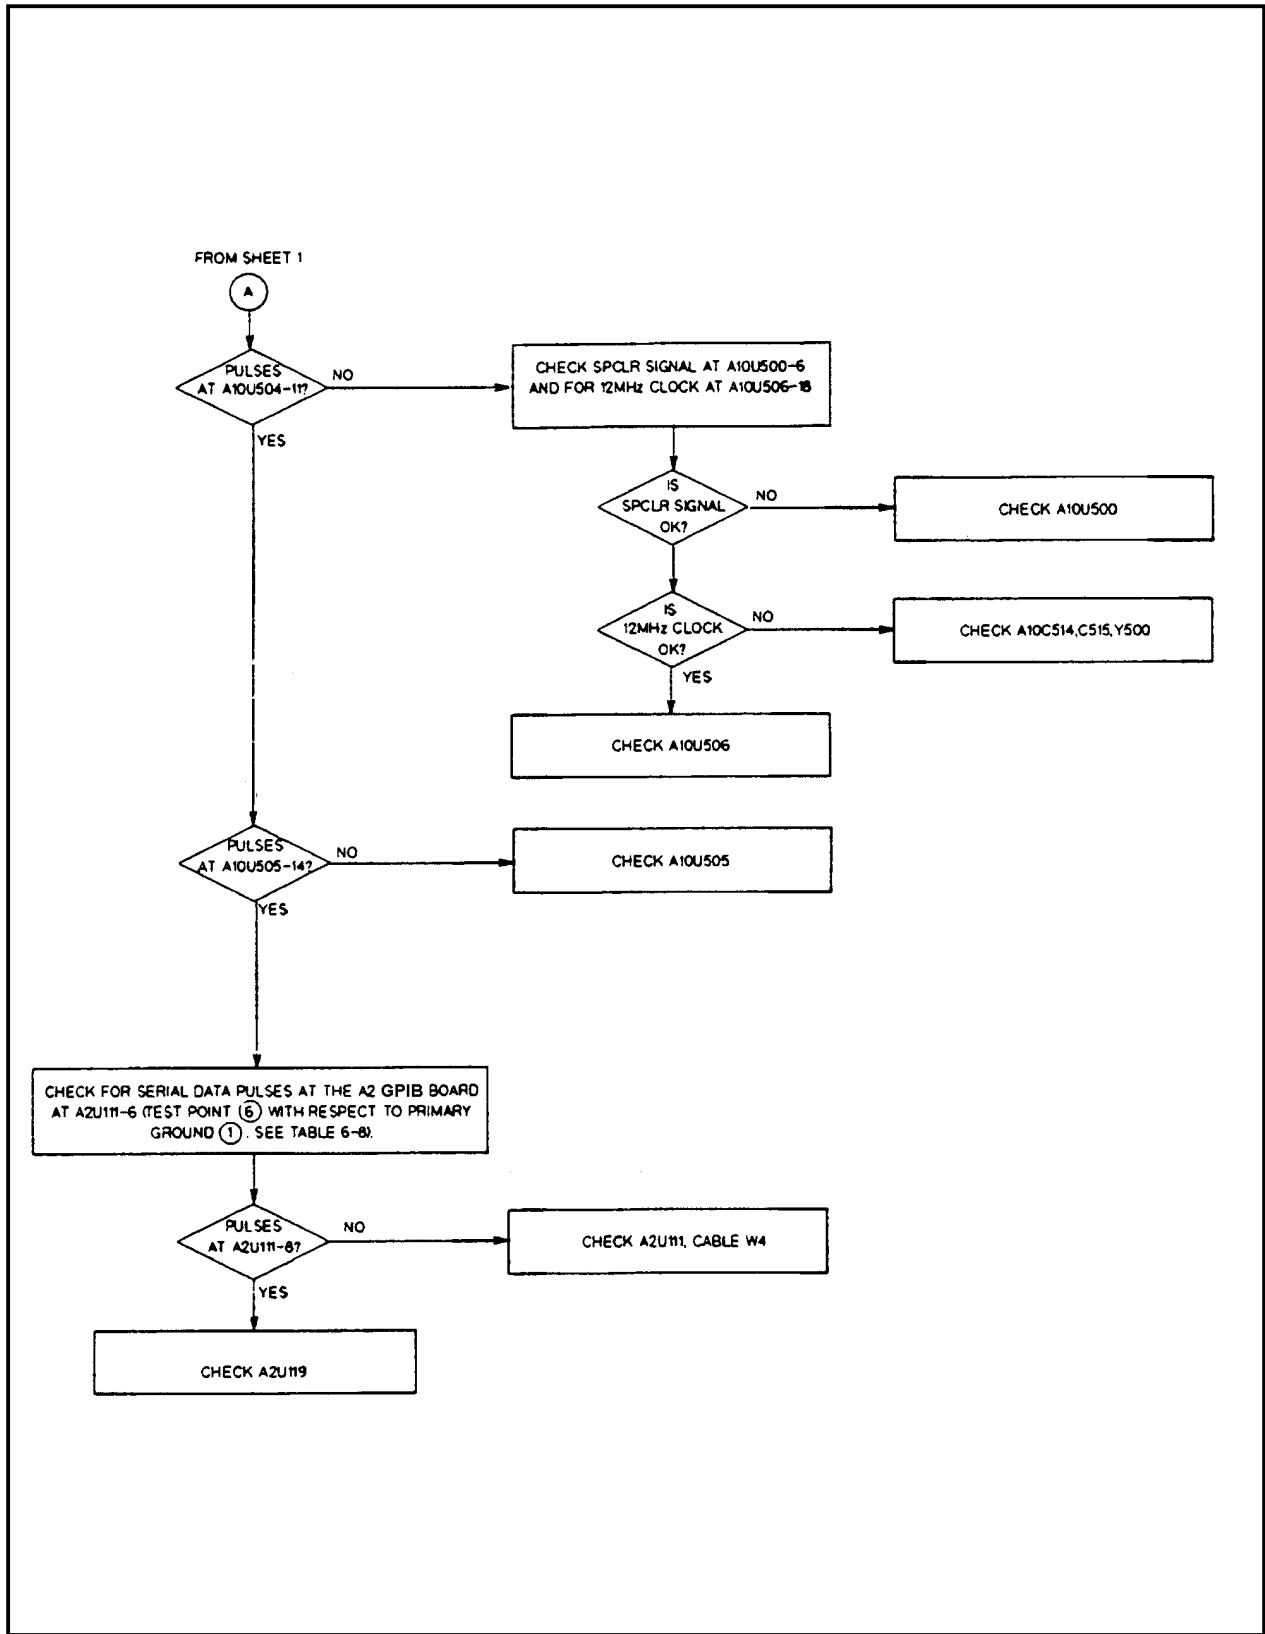 FROM SHEET 1
A
PULSES
AT A10U504-11?
NO
YES
CHECK SPCLR SIGNAL AT A10U500-6
AND FOR 12MHz CLOCK AT A10U506-18
IS
SPCLR SIGNAL
OK?
NO
CHECK A10U500
IS
12MHz CLOCK
OK?
NO
CHECK A10C514,C515,Y500
YES
CHECK A10U506
PULSES
AT A10U505-14?
NO
CHECK A10U505
YES
CHECK FOR SERIAL DATA PULSES AT THE A2 GPIB BOARD
AT A2U111-6 (TEST POINT 6 WITH RESPECT TO PRIMARY
GROUND 1. SEE TABLE 6-8).
PULSES
AT A2U111-6?
NO
CHECK A2U111, CABLE W4
YES
CHECK A2U119